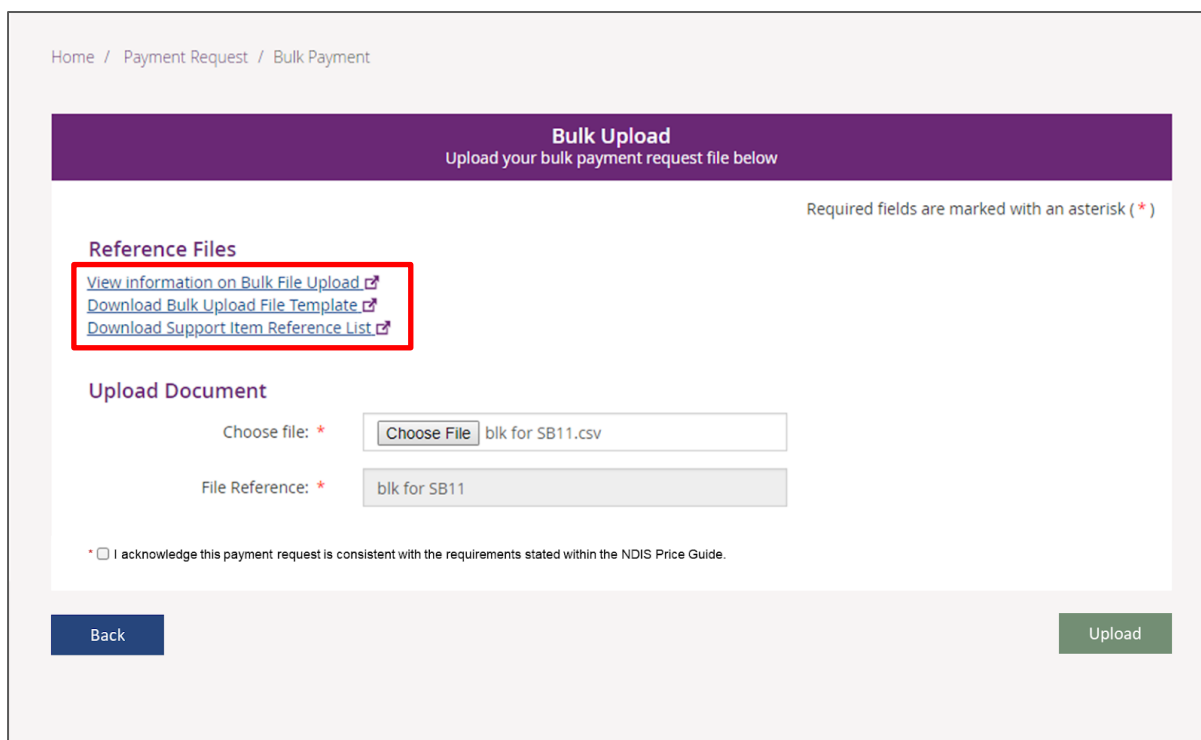 Home / Payment Request / Bulk Payment
Bulk Upload
Upload your bulk payment request file below
Required fields are marked with an asterisk ( * )
Reference Files
View information on Bulk File Upload
Download Bulk Upload File Template
Download Support Item Reference List
Upload Document
Choose file: * Choose File blk for SB11.csv
File Reference: * blk for SB11
* I acknowledge this payment request is consistent with the requirements stated within the NDIS Price Guide.
Back Upload